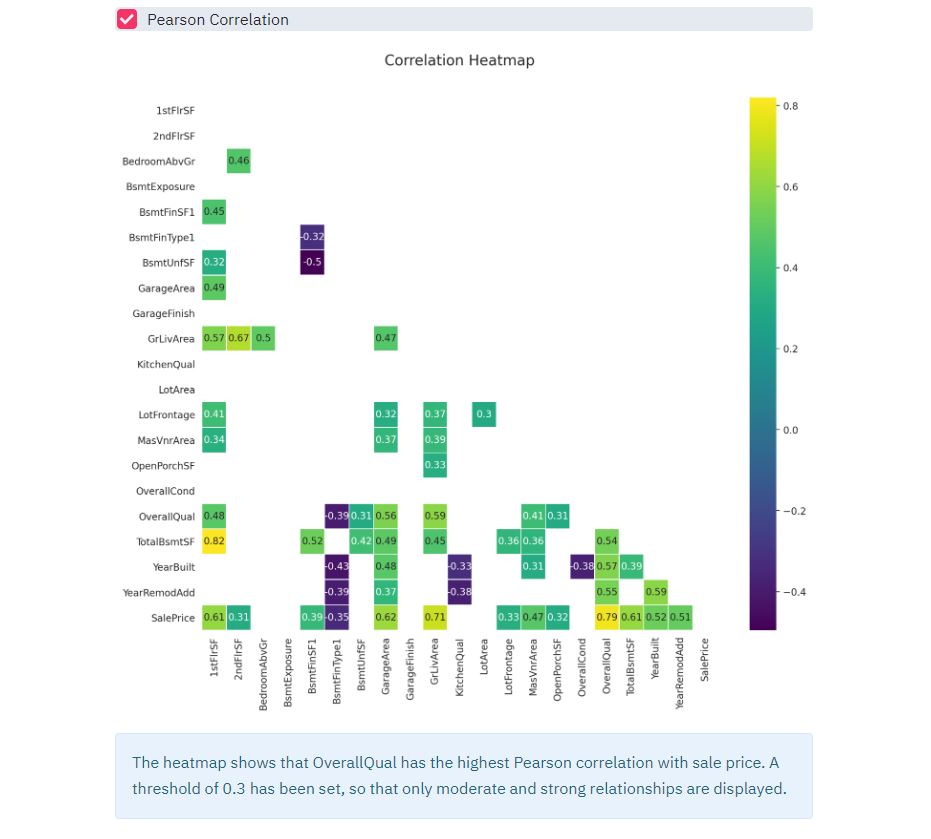 Pearson Correlation
Correlation Heatmap
1stFlrSF
2ndFlrSF
BedroomAbvGr 0.46
BsmtExposure
BsmtFinSF1 0.45
BsmtFinType1 -0.32
BsmtUnfSF 0.32 -0.5
GarageArea 0.49
GarageFinish
GrLivArea 0.57 0.67 0.5 0.47
KitchenQual
LotArea
LotFrontage 0.41 0.32 0.37 0.3
MasVnrArea 0.34 0.37 0.39
OpenPorchSF 0.33
OverallCond
OverallQual 0.48 -0.39 0.31 0.56 0.59 0.41 0.31
TotalBsmtSF 0.82 0.52 0.42 0.49 0.45 0.36 0.36 0.54
YearBuilt -0.43 0.48 -0.33 0.31 -0.38 0.57 0.39
YearRemodAdd -0.39 0.37 -0.38 0.55 0.59
SalePrice 0.61 0.31 0.39 -0.35 0.62 0.71 0.33 0.47 0.32 0.79 0.61 0.52 0.51
1stFlrSF
2ndFlrSF
BedroomAbvGr
BsmtExposure
BsmtFinSF1
BsmtFinType1
BsmtUnfSF
GarageArea
GarageFinish
GrLivArea
KitchenQual
LotArea
LotFrontage
MasVnrArea
OpenPorchSF
OverallCond
OverallQual
TotalBsmtSF
YearBuilt
YearRemodAdd
SalePrice
0.8
0.6
0.4
0.2
0.0
−0.2
−0.4
The heatmap shows that OverallQual has the highest Pearson correlation with sale price. A
threshold of 0.3 has been set, so that only moderate and strong relationships are displayed.